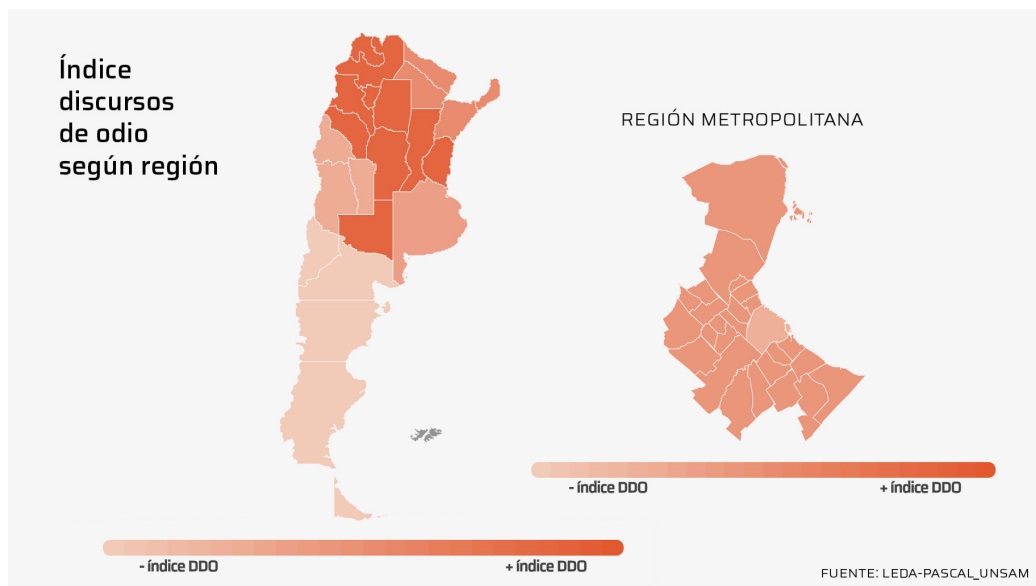 Índice
discursos
de odio
según región
REGIÓN METROPOLITANA
- índice DDO
+ índice DDO
- índice DDO
+ índice DDO
FUENTE: LEDA-PASCAL_UNSAM